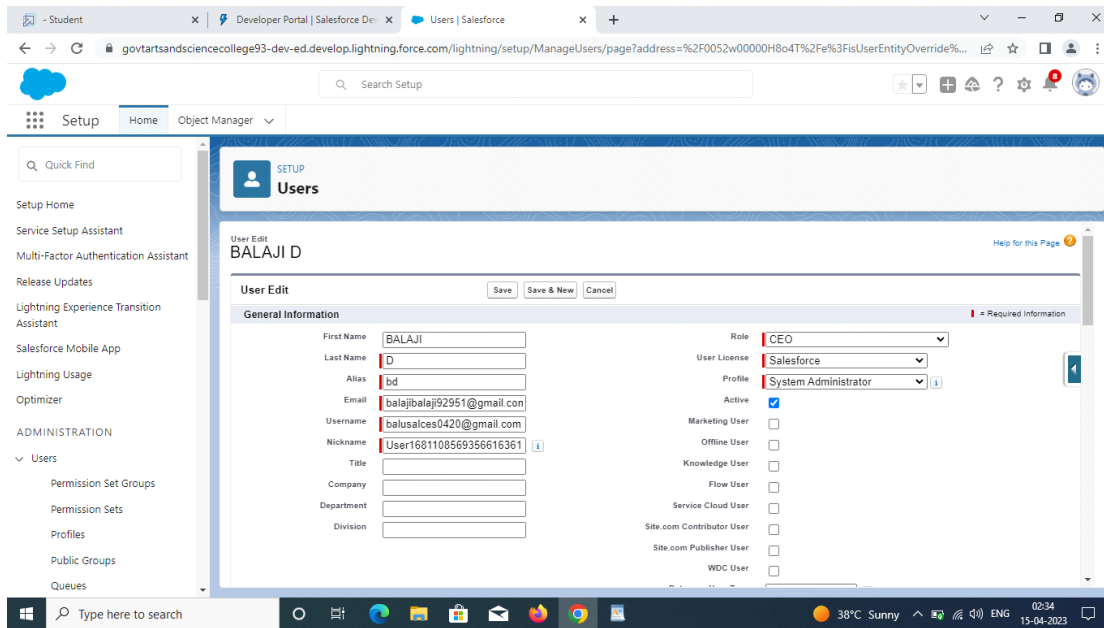 - Student
Developer Portal | Salesforce Dev
Users | Salesforce
govtartsandsciencecollege93-dev-ed.develop.lightning.force.com/lightning/setup/ManageUsers/page?address=%2F0052w00000H8o4T%2Fe%3FisUserEntityOverride%...
Search Setup
8
Setup
Home
Object Manager
Quick Find
Setup Home
Service Setup Assistant
Multi-Factor Authentication Assistant
Release Updates
Lightning Experience Transition
Assistant
Salesforce Mobile App
Lightning Usage
Optimizer
ADMINISTRATION
Users
Permission Set Groups
Permission Sets
Profiles
Public Groups
Queues
SETUP
Users
User Edit
BALAJI D
Help for this Page
User Edit
Save
Save & New
Cancel
General Information
= Required Information
First Name BALAJI
Last Name D
Alias bd
Email balajibalaji92951@gmail.con
Username balusalces0420@gmail.com
Nickname User1681108569356616361
Title
Company
Department
Division
Role CEO
User License Salesforce
Profile System Administrator
Active
Marketing User
Offline User
Knowledge User
Flow User
Service Cloud User
Site.com Contributor User
Site.com Publisher User
WDC User
Type here to search
38°C Sunny
ENG
02:34
15-04-2023